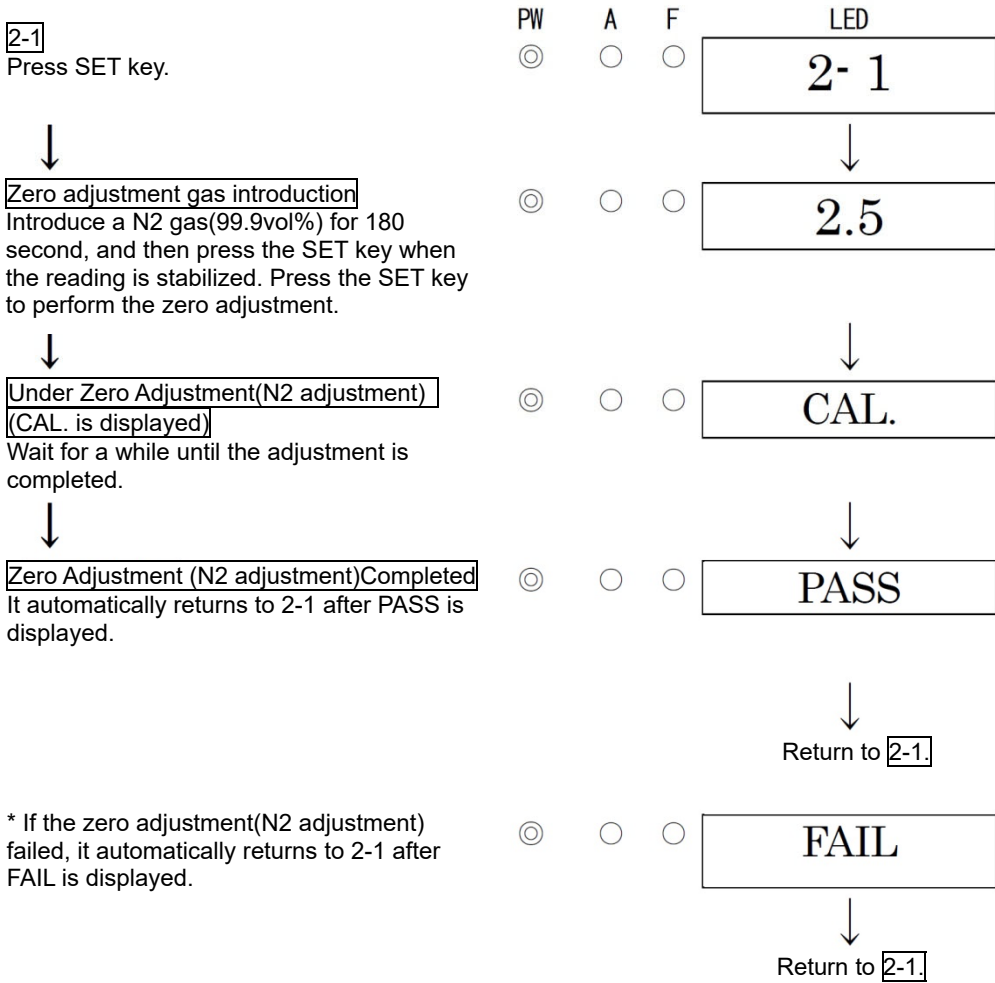 PW A F LED
2-1
Press SET key.
2- 1
Zero adjustment gas introduction
Introduce a N2 gas(99.9vol%) for 180
second, and then press the SET key when
the reading is stabilized. Press the SET key
to perform the zero adjustment.
2.5
Under Zero Adjustment(N2 adjustment)
(CAL. is displayed)
Wait for a while until the adjustment is
completed.
CAL.
Zero Adjustment (N2 adjustment)Completed
It automatically returns to 2-1 after PASS is
displayed.
PASS
Return to 2-1.
* If the zero adjustment(N2 adjustment)
failed, it automatically returns to 2-1 after
FAIL is displayed.
FAIL
Return to 2-1.